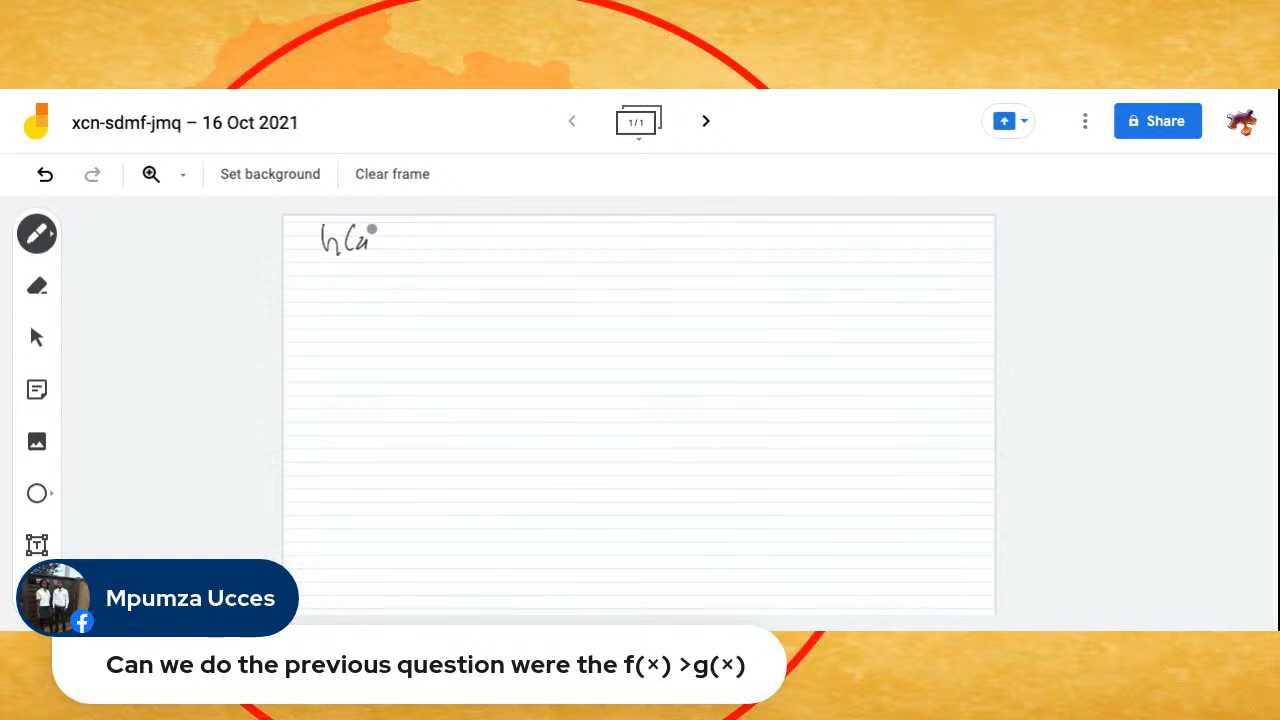 xcn-sdmf-jmq – 16 Oct 2021
1/1
Share
Set background
Clear frame
h(x
T
Mpumza Ucces
Can we do the previous question were the f(×) >g(×)